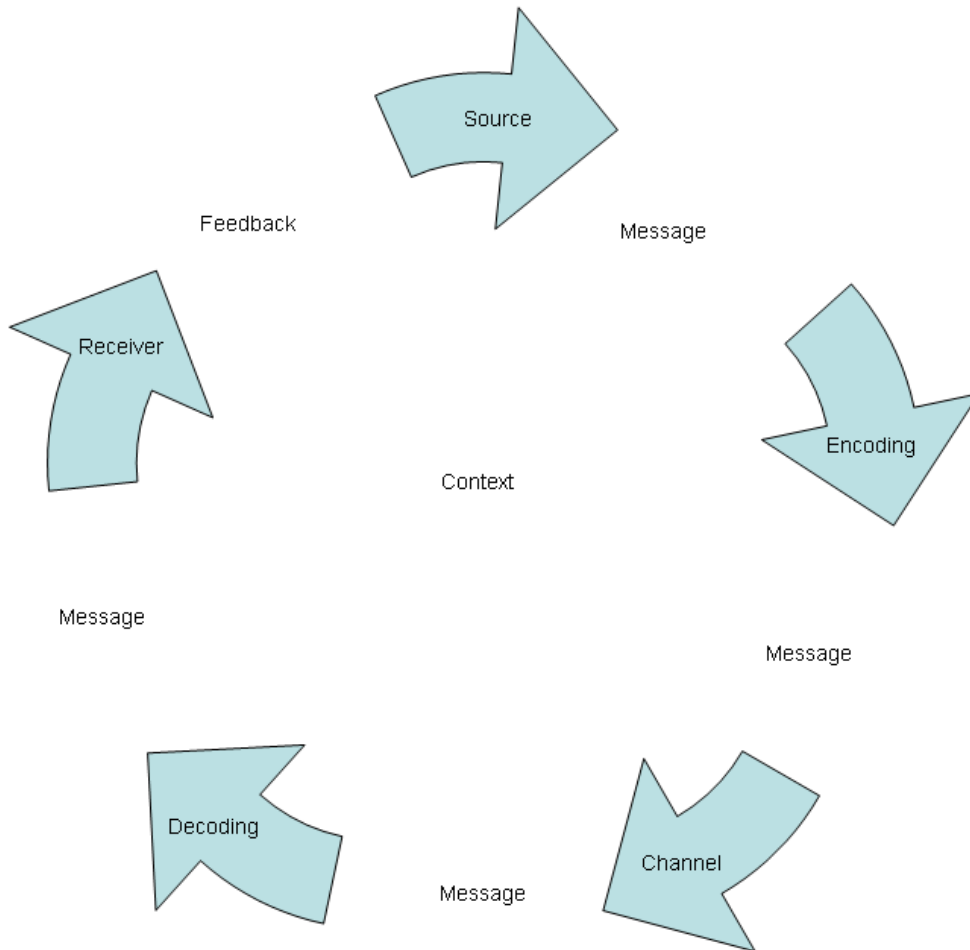 Source
Feedback
Message
Receiver
Encoding
Context
Message
Message
Decoding
Channel
Message